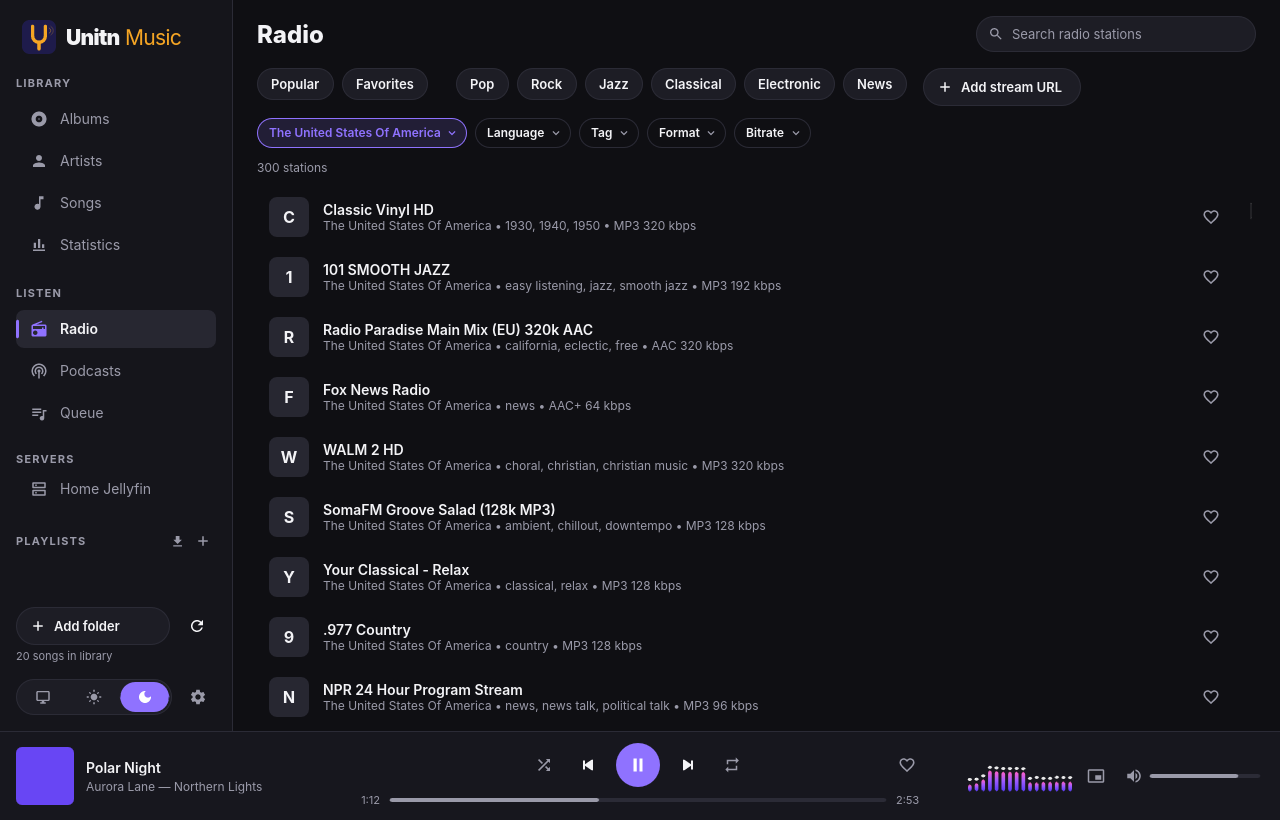 Unitn Music
LIBRARY
Albums
Artists
Songs
Statistics
LISTEN
Radio
Podcasts
Queue
SERVERS
Home Jellyfin
PLAYLISTS
Add folder
20 songs in library
Radio
Search radio stations
Popular Favorites Pop Rock Jazz Classical Electronic News Add stream URL
The United States Of America Language Tag Format Bitrate
300 stations
C Classic Vinyl HD
The United States Of America • 1930, 1940, 1950 • MP3 320 kbps
1 101 SMOOTH JAZZ
The United States Of America • easy listening, jazz, smooth jazz • MP3 192 kbps
R Radio Paradise Main Mix (EU) 320k AAC
The United States Of America • california, eclectic, free • AAC 320 kbps
F Fox News Radio
The United States Of America • news • AAC+ 64 kbps
W WALM 2 HD
The United States Of America • choral, christian, christian music • MP3 320 kbps
S SomaFM Groove Salad (128k MP3)
The United States Of America • ambient, chillout, downtempo • MP3 128 kbps
Y Your Classical - Relax
The United States Of America • classical, relax • MP3 128 kbps
9 .977 Country
The United States Of America • country • MP3 128 kbps
N NPR 24 Hour Program Stream
The United States Of America • news, news talk, political talk • MP3 96 kbps
Polar Night
Aurora Lane — Northern Lights
1:12 2:53